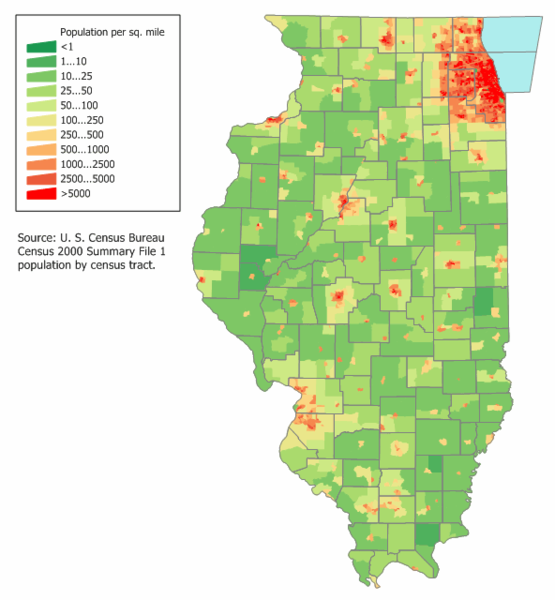 Population per sq. mile
<1
1...10
10...25
25...50
50...100
100...250
250...500
500...1000
1000...2500
2500...5000
>5000
Source: U. S. Census Bureau
Census 2000 Summary File 1
population by census tract.